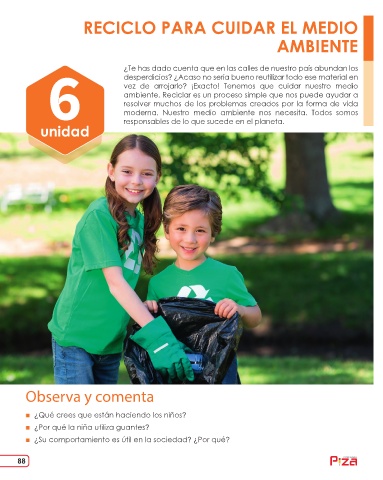 RECICLO PARA CUIDAR EL MEDIO
AMBIENTE
6
unidad
¿Te has dado cuenta que en las calles de nuestro país abundan los
desperdicios? ¿Acaso no sería bueno reutilizar todo ese material en
vez de arrojarlo? ¡Exacto! Tenemos que cuidar nuestro medio
ambiente. Reciclar es un proceso simple que nos puede ayudar a
resolver muchos de los problemas creados por la forma de vida
moderna. Nuestro medio ambiente nos necesita. Todos somos
responsables de lo que sucede en el planeta.
Observa y comenta
¿Qué crees que están haciendo los niños?
¿Por qué la niña utiliza guantes?
¿Su comportamiento es útil en la sociedad? ¿Por qué?
88